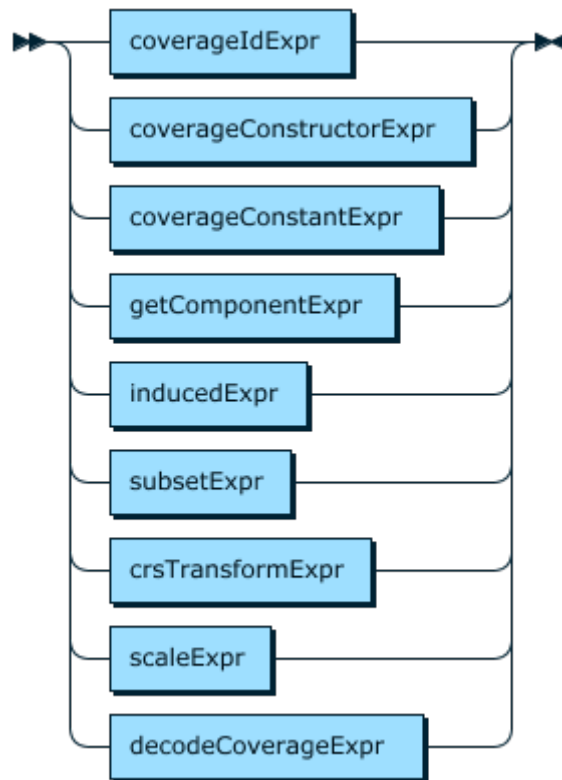 coverageIdExpr
coverageConstructorExpr
coverageConstantExpr
getComponentExpr
inducedExpr
subsetExpr
crsTransformExpr
scaleExpr
decodeCoverageExpr